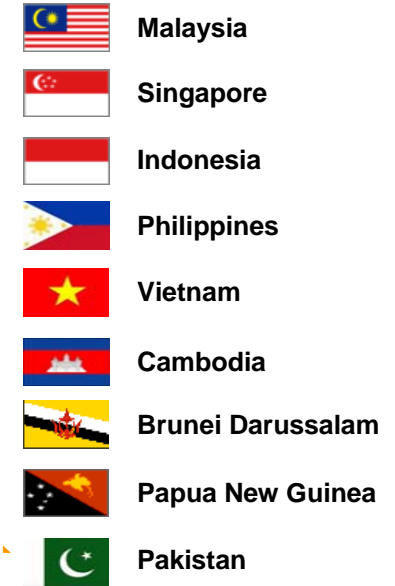 Malaysia
Singapore
Indonesia
Philippines
Vietnam
Cambodia
Brunei Darussalam
Papua New Guinea
Pakistan